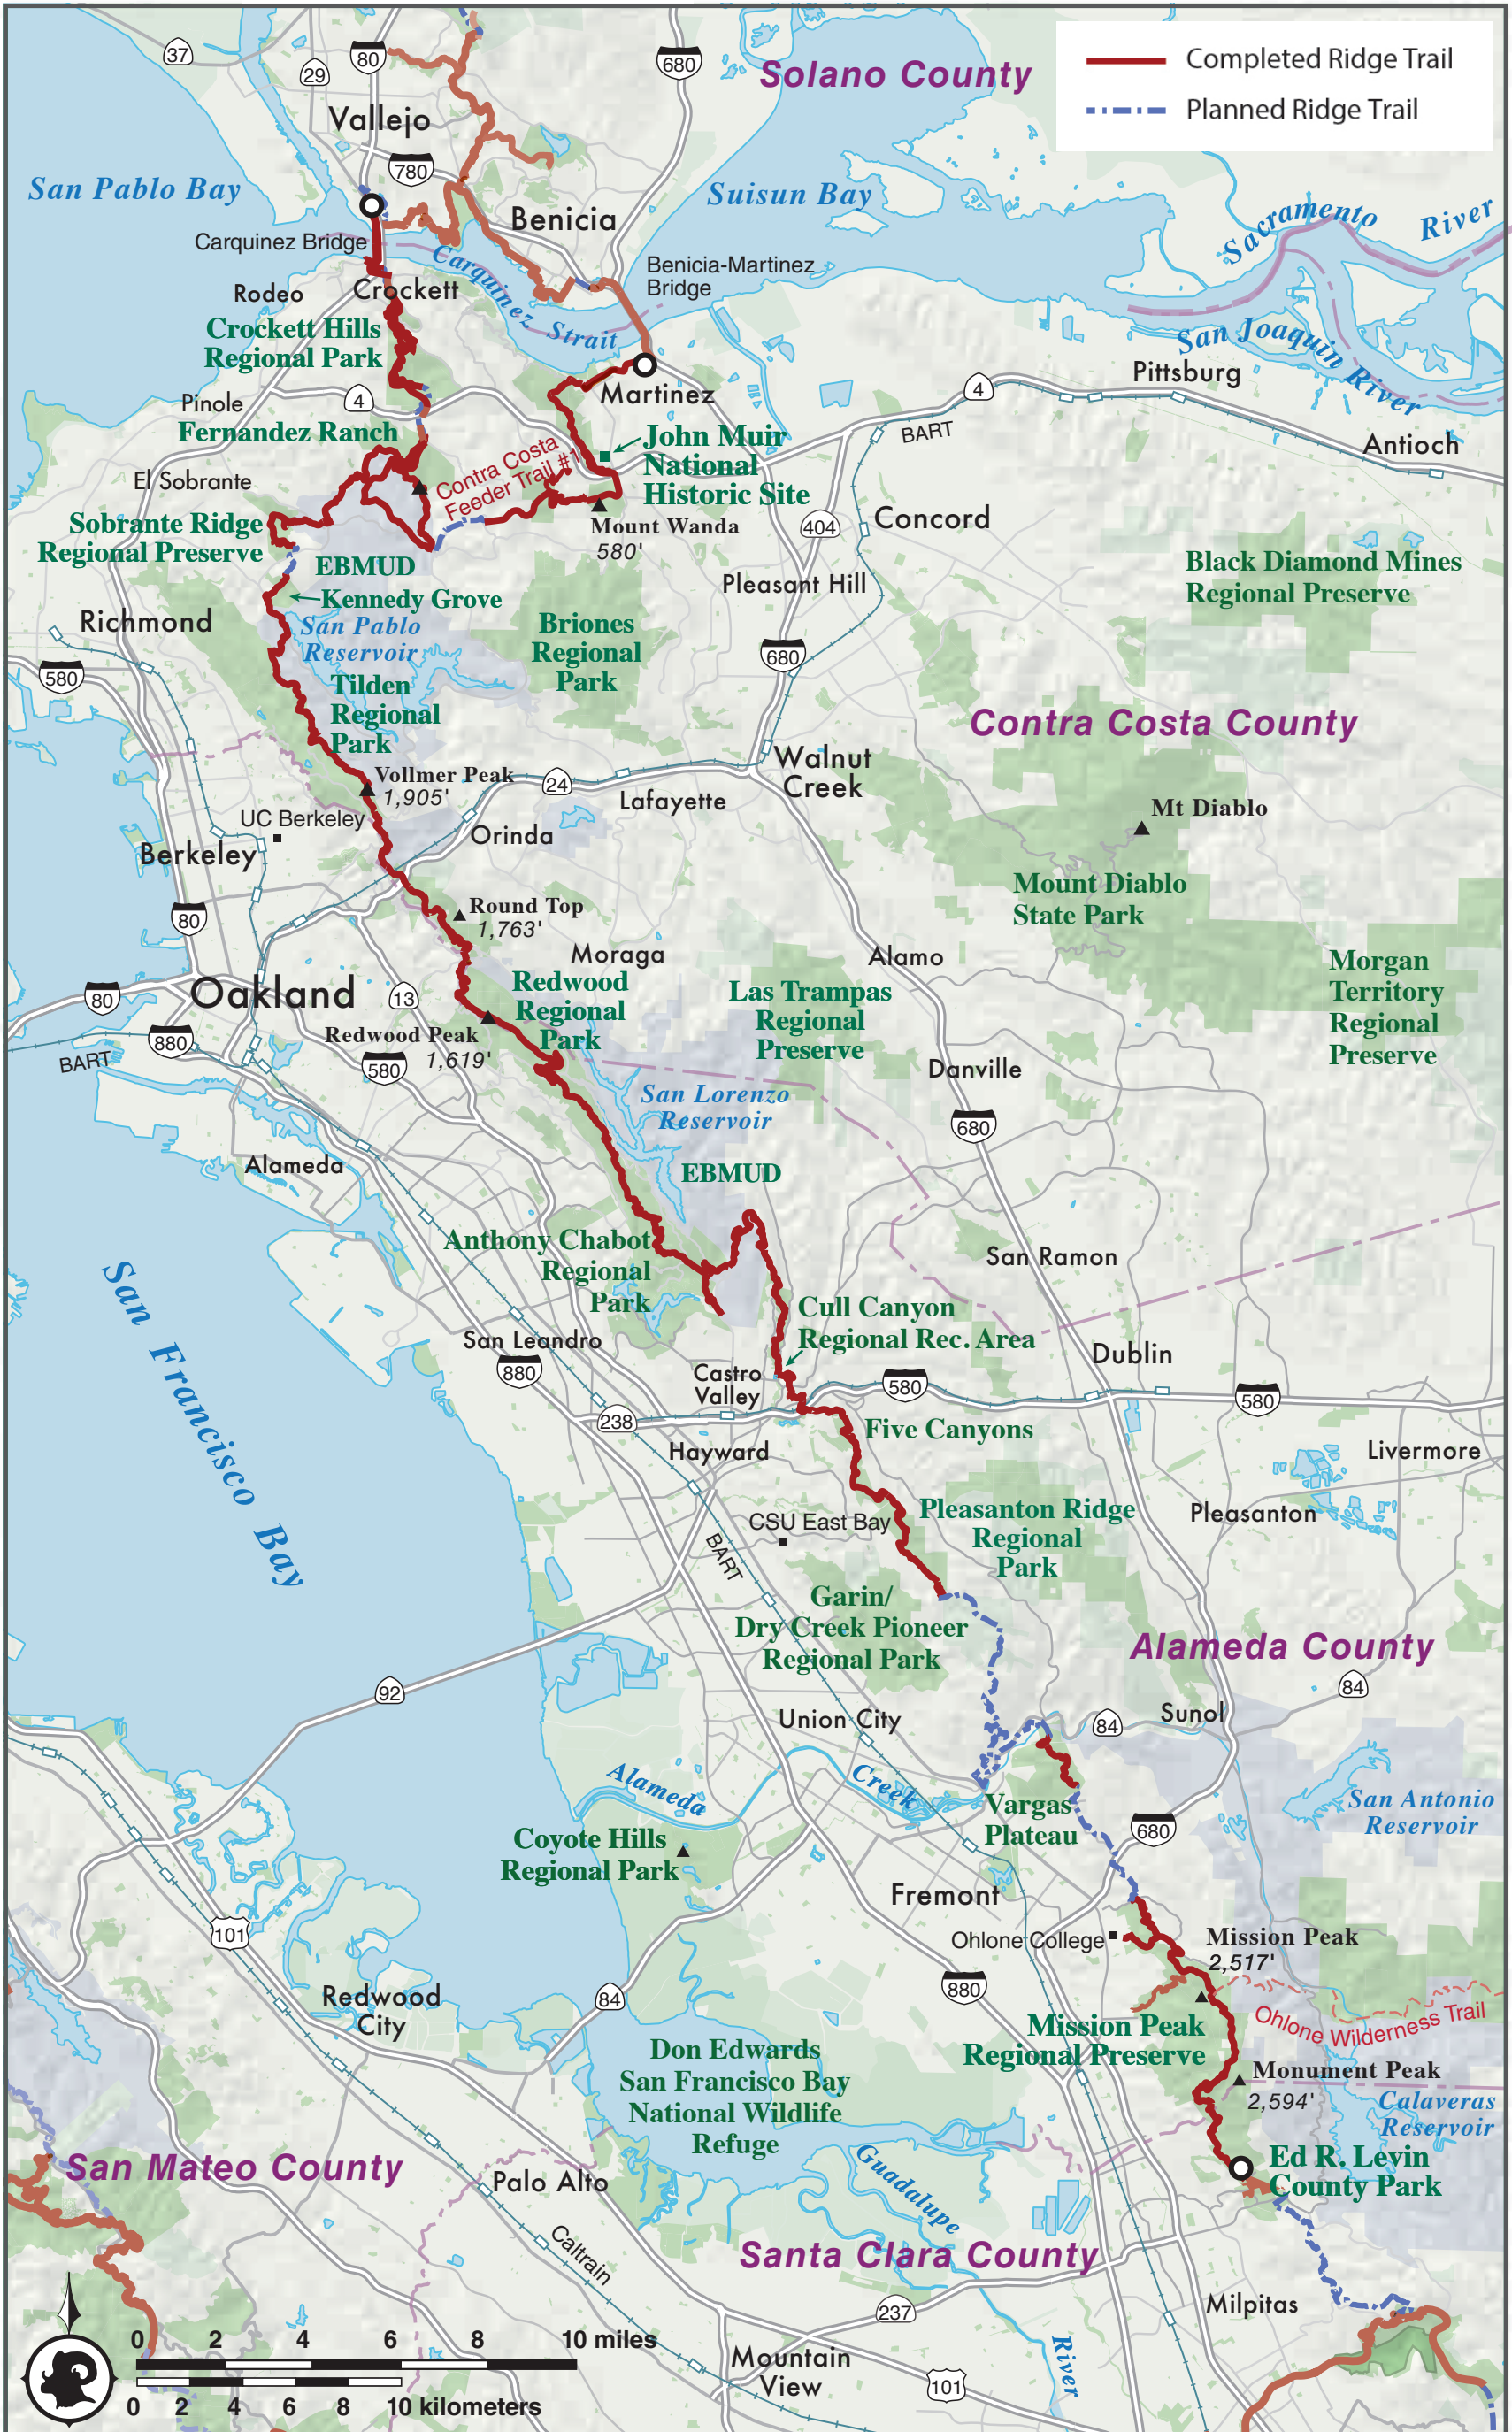 Completed Ridge Trail
Planned Ridge Trail
Solano County
37
29
80
680
Vallejo
780
San Pablo Bay
Suisun Bay
Sacramento River
Benicia
Carquinez Bridge
Carquinez Strait
Benicia-Martinez
Bridge
Rodeo
Crockett
Crockett Hills
Regional Park
San Joaquin River
Pittsburg
Martinez
Pinole
4
4
BART
Antioch
Fernandez Ranch
John Muir
National
Historic Site
Contra Costa
Feeder Trail #1
El Sobrante
Sobrante Ridge
Regional Preserve
Mount Wanda
580'
404
Concord
EBMUD
Kennedy Grove
Pleasant Hill
Black Diamond Mines
Regional Preserve
Richmond
San Pablo
Reservoir
Briones
Regional
Park
580
680
Tilden
Regional
Park
Contra Costa County
Vollmer Peak
1,905'
24
Walnut
Creek
Lafayette
UC Berkeley
Orinda
Mt Diablo
Berkeley
Mount Diablo
State Park
80
Round Top
1,763'
Moraga
Alamo
Redwood
Regional
Park
Las Trampas
Regional
Preserve
Morgan
Territory
Regional
Preserve
80
Oakland
13
880
BART
Redwood Peak
1,619'
580
Danville
San Lorenzo
Reservoir
680
Alameda
EBMUD
Anthony Chabot
Regional
Park
San Ramon
San Francisco Bay
Cull Canyon
Regional Rec. Area
San Leandro
880
Castro
Valley
580
Dublin
580
238
Five Canyons
Hayward
Livermore
CSU East Bay
Pleasanton Ridge
Regional
Park
Pleasanton
BART
Garin/
Dry Creek Pioneer
Regional Park
Alameda County
92
84
Union City
84
Sunol
Alameda Creek
Vargas
Plateau
San Antonio
Reservoir
680
Coyote Hills
Regional Park
Fremont
101
Ohlone College
Mission Peak
2,517'
880
84
Redwood
City
Ohlone Wilderness Trail
Mission Peak
Regional Preserve
Don Edwards
San Francisco Bay
National Wildlife
Refuge
Monument Peak
2,594'
Calaveras
Reservoir
San Mateo County
Palo Alto
Guadalupe River
Ed R. Levin
County Park
Caltrain
Santa Clara County
Milpitas
237
Mountain
View
101
0 2 4 6 8 10 miles
0 2 4 6 8 10 kilometers